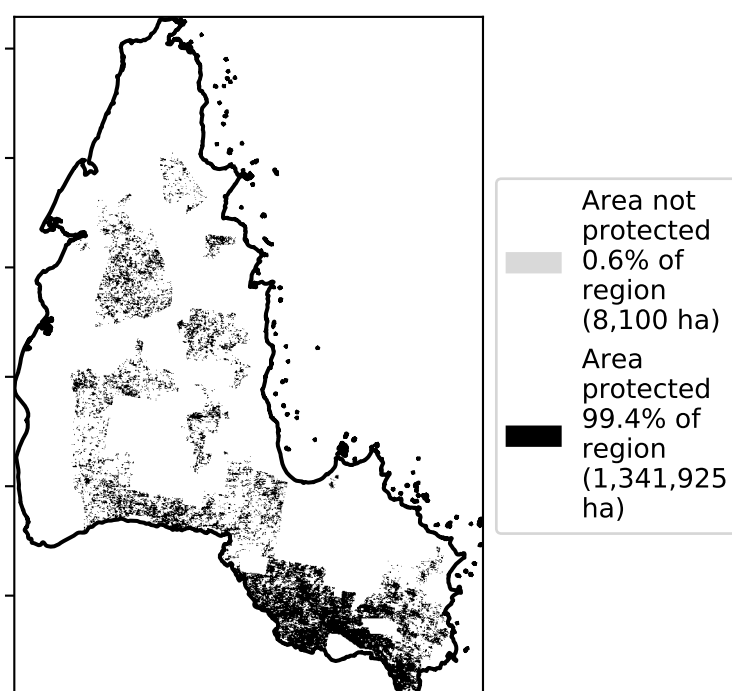 Area not
protected
0.6% of
region
(8,100 ha)
Area
protected
99.4% of
region
(1,341,925
ha)